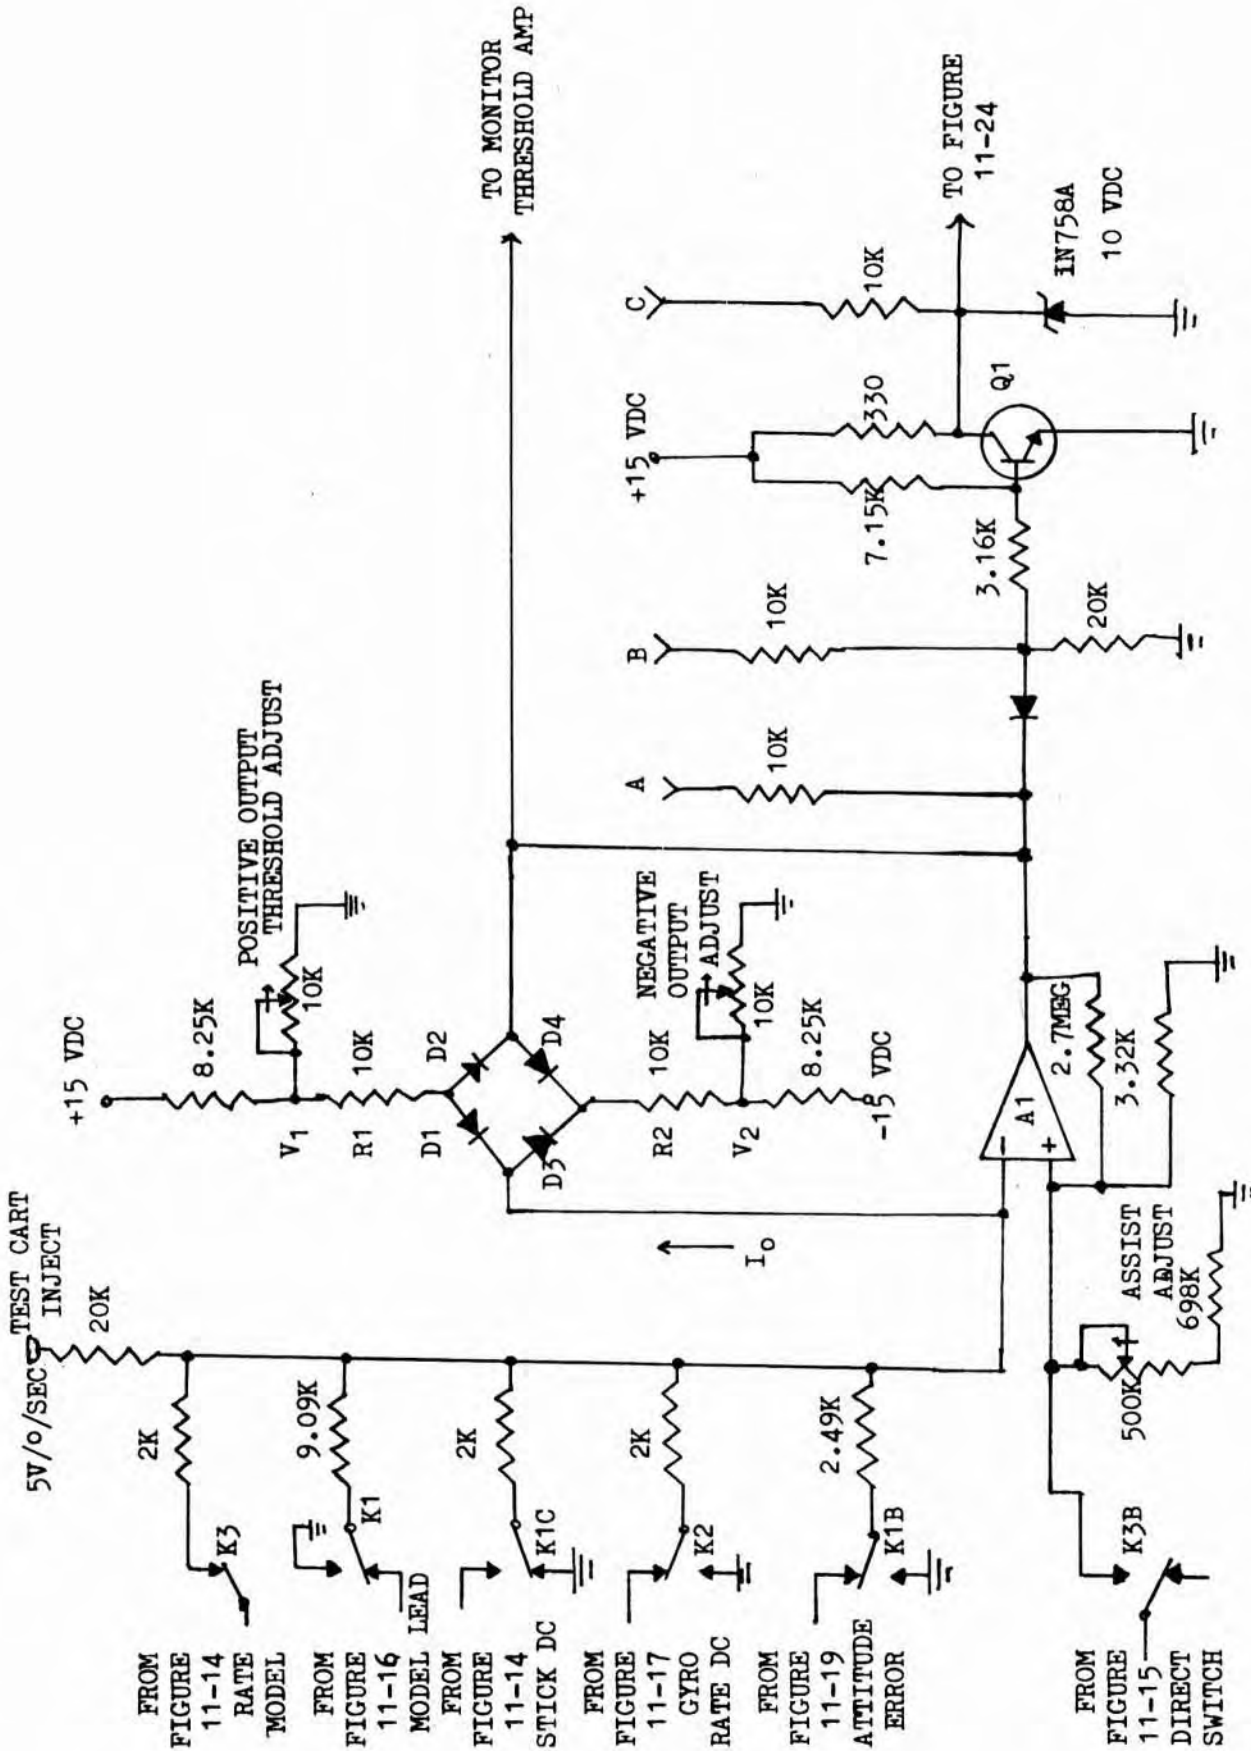 5V/°/SEC TEST CART
INJECT
20K
+15 VDC
8.25K
POSITIVE OUTPUT
THRESHOLD ADJUST
10K
V1
10K
R1
D1
D2
D3
D4
TO MONITOR
THRESHOLD AMP
10K
R2
V2
NEGATIVE
OUTPUT
ADJUST
10K
8.25K
-15 VDC
I0
FROM
FIGURE
11-14
RATE
MODEL
K3
2K
FROM
FIGURE
11-16
MODEL LEAD
K1
9.09K
FROM
FIGURE
11-14
STICK DC
K1C
2K
FROM
FIGURE
11-17
GYRO
RATE DC
K2
2K
FROM
FIGURE
11-19
ATTITUDE
ERROR
K1B
2.49K
FROM
FIGURE
11-15
DIRECT
SWITCH
K3B
500K
ASSIST
ADJUST
698K
-
+
A1
2.7MEG
3.32K
A
10K
B
10K
20K
3.16K
+15 VDC
7.15K
330
Q1
C
10K
TO FIGURE
11-24
IN758A
10 VDC